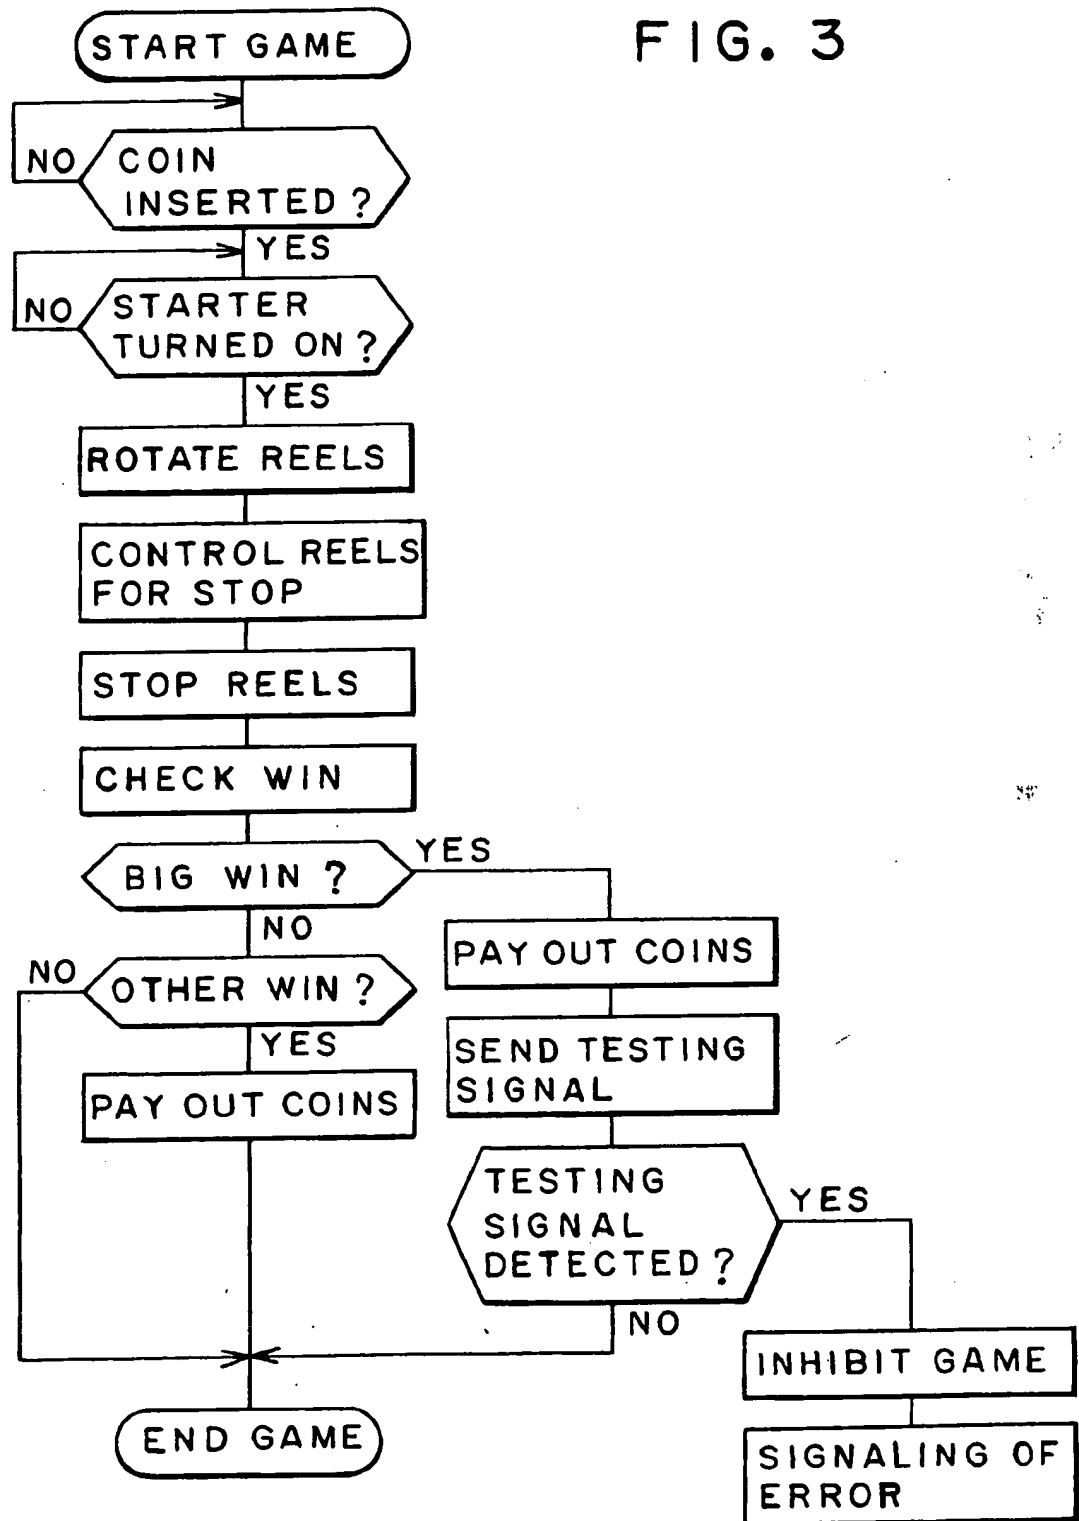 FIG. 3
START GAME
NO
COIN
INSERTED ?
YES
NO
STARTER
TURNED ON ?
YES
ROTATE REELS
CONTROL REELS
FOR STOP
STOP REELS
CHECK WIN
BIG WIN ?
YES
NO
NO
OTHER WIN ?
YES
PAY OUT COINS
PAY OUT COINS
SEND TESTING
SIGNAL
TESTING
SIGNAL
DETECTED ?
YES
NO
INHIBIT GAME
SIGNALING OF
ERROR
END GAME